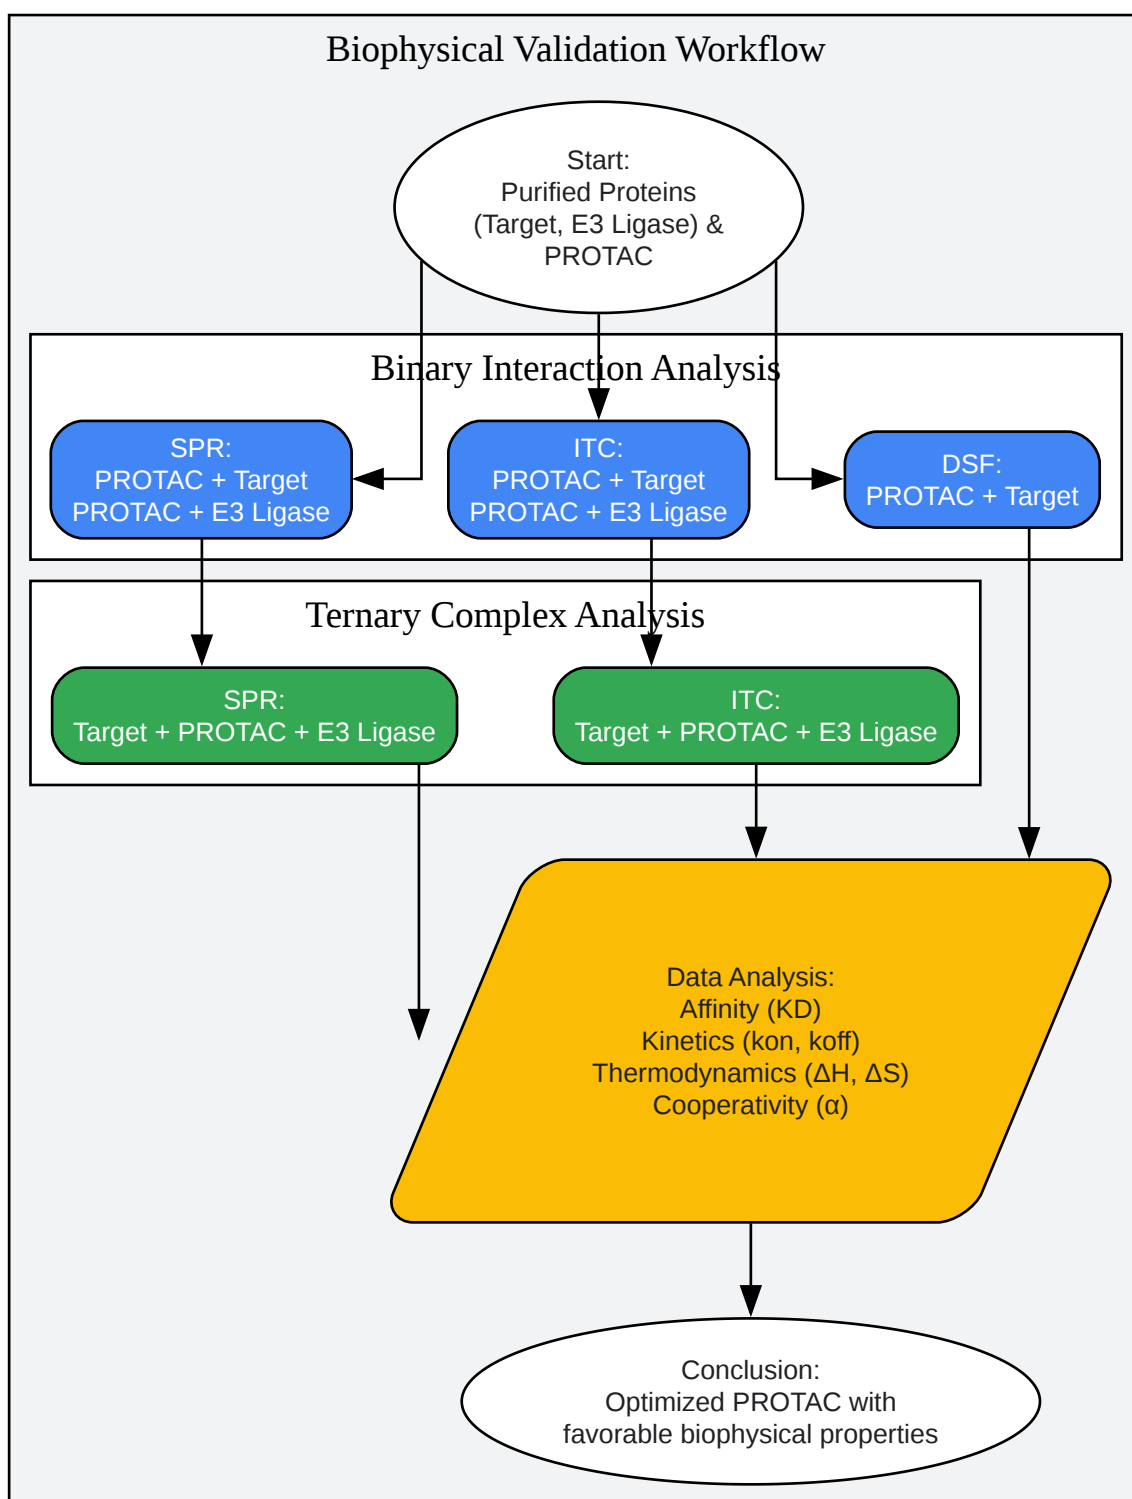 Biophysical Validation Workflow
Start:
Purified Proteins
(Target, E3 Ligase) &
PROTAC
Binary Interaction Analysis
SPR:
PROTAC + Target
PROTAC + E3 Ligase
ITC:
PROTAC + Target
PROTAC + E3 Ligase
DSF:
PROTAC + Target
Ternary Complex Analysis
SPR:
Target + PROTAC + E3 Ligase
ITC:
Target + PROTAC + E3 Ligase
Data Analysis:
Affinity (KD)
Kinetics (kon, koff)
Thermodynamics (ΔH, ΔS)
Cooperativity (α)
Conclusion:
Optimized PROTAC with
favorable biophysical properties